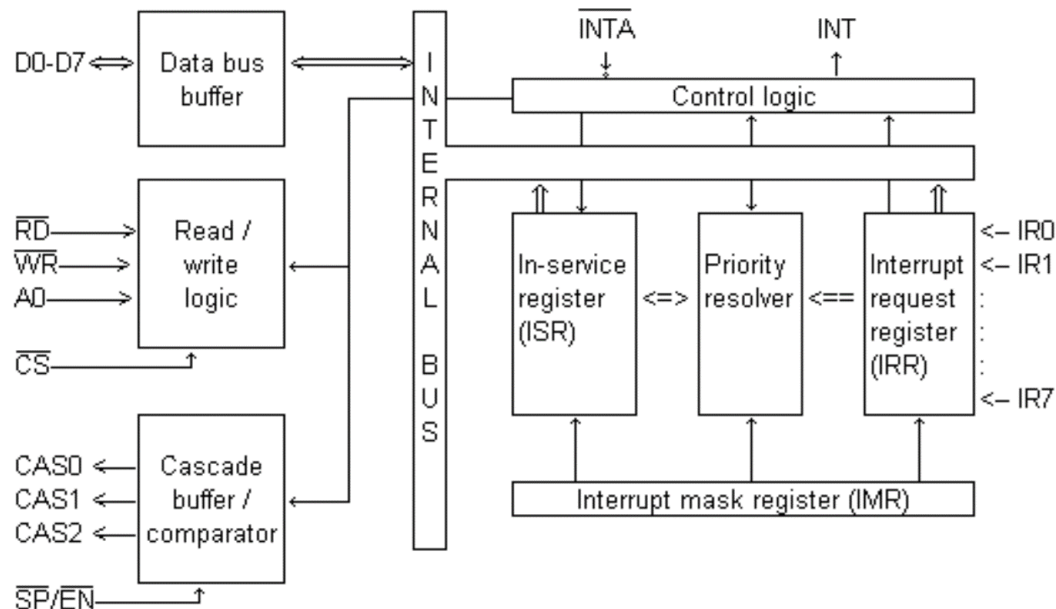 INTA
INT
D0-D7
Data bus
buffer
INTERNAL BUS
Control logic
RD
WR
A0
CS
Read /
write
logic
In-service
register
(ISR)
<=>
Priority
resolver
<==
Interrupt
request
register
(IRR)
<– IR0
<– IR1
:
:
:
<– IR7
CAS0
CAS1
CAS2
SP/EN
Cascade
buffer /
comparator
Interrupt mask register (IMR)